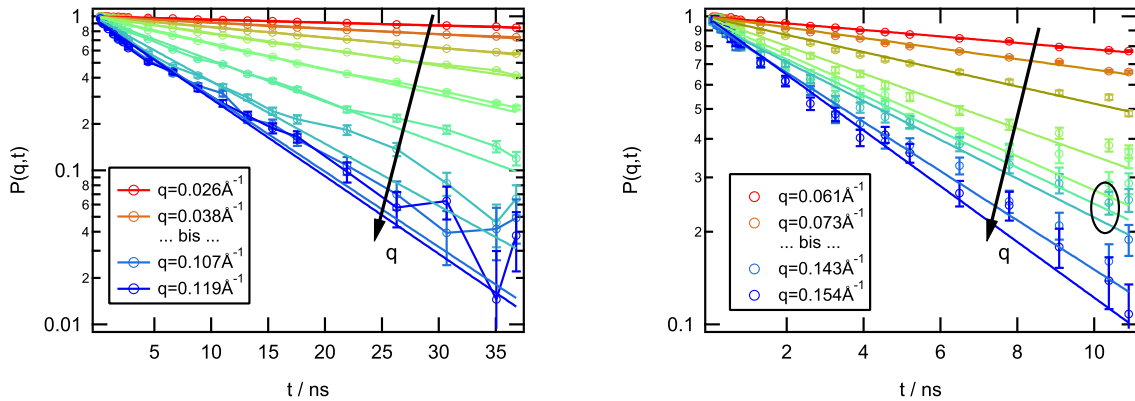 P(q,t)
1
8
6
4
2
0.1
8
6
4
2
0.01
q=0.026Å⁻¹
q=0.038Å⁻¹
... bis ...
q=0.107Å⁻¹
q=0.119Å⁻¹
q
5 10 15 20 25 30 35
t / ns
P(q,t)
1
9
8
7
6
5
4
3
2
0.1
q=0.061Å⁻¹
q=0.073Å⁻¹
... bis ...
q=0.143Å⁻¹
q=0.154Å⁻¹
q
2 4 6 8 10
t / ns